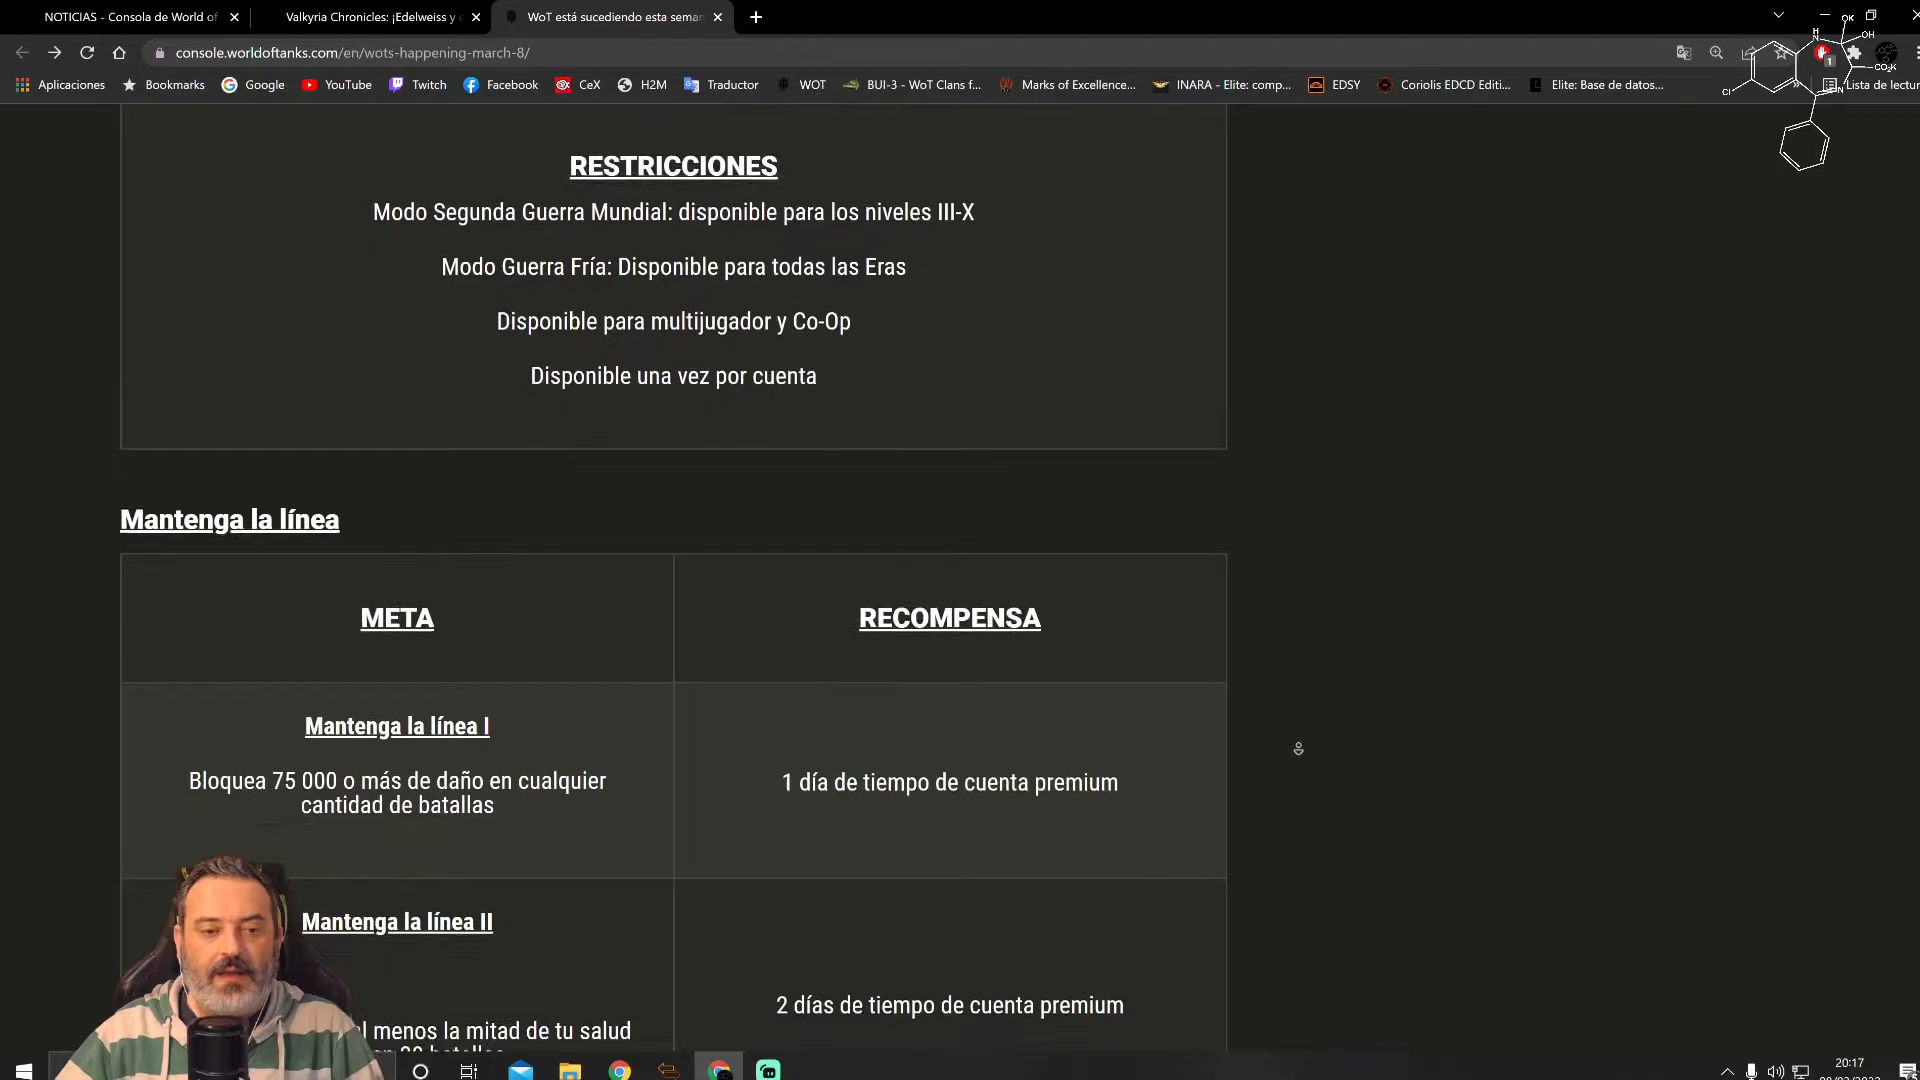 NOTICIAS - Consola de World of
Valkyria Chronicles: ¡Edelweiss y
WoT está sucediendo esta seman
console.worldoftanks.com/en/wots-happening-march-8/
Aplicaciones
Bookmarks
Google
YouTube
Twitch
Facebook
CeX
H2M
Traductor
WOT
BUI-3 - WoT Clans f...
Marks of Excellence...
INARA - Elite: comp...
EDSY
Coriolis EDCD Editi...
Elite: Base de datos...
Lista de lectur
OK
OH
H
N
CO₂K
N
Cl
1
RESTRICCIONES
Modo Segunda Guerra Mundial: disponible para los niveles III-X
Modo Guerra Fría: Disponible para todas las Eras
Disponible para multijugador y Co-Op
Disponible una vez por cuenta
Mantenga la línea
META
RECOMPENSA
Mantenga la línea I
Bloquea 75 000 o más de daño en cualquier
cantidad de batallas
1 día de tiempo de cuenta premium
Mantenga la línea II
menos la mitad de tu salud
2 días de tiempo de cuenta premium
20:17